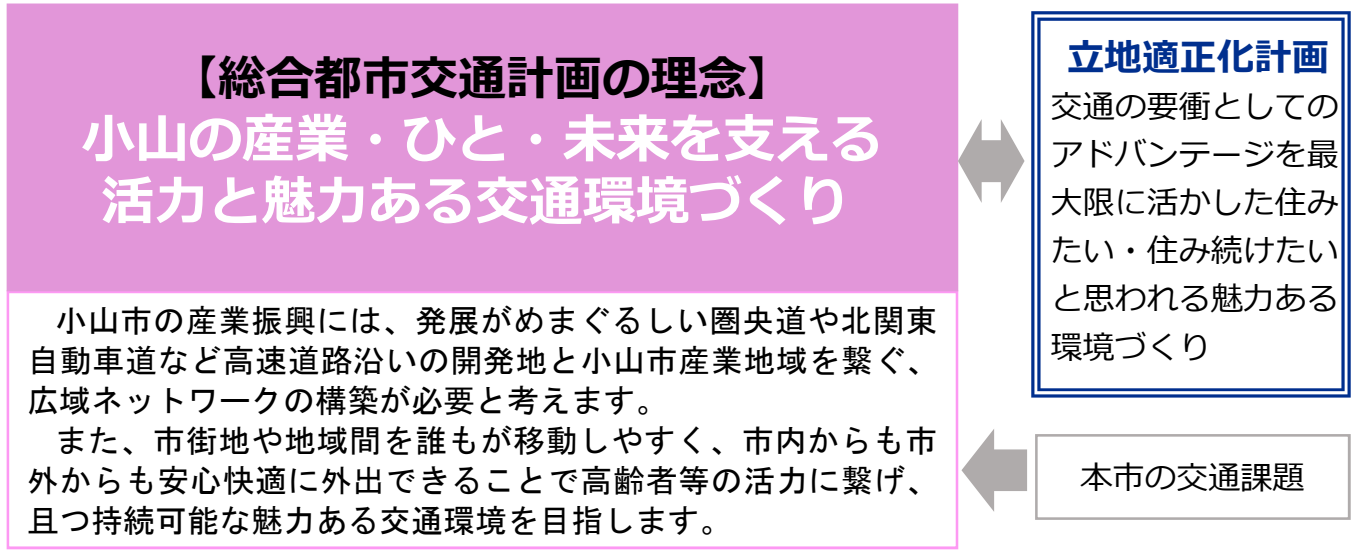 【総合都市交通計画の理念】
小山の産業・ひと・未来を支える
活力と魅力ある交通環境づくり
小山市の産業振興には、発展がめまぐるしい圏央道や北関東
自動車道など高速道路沿いの開発地と小山市産業地域を繋ぐ、
広域ネットワークの構築が必要と考えます。
また、市街地や地域間を誰もが移動しやすく、市内からも市
外からも安心快適に外出できることで高齢者等の活力に繋げ、
且つ持続可能な魅力ある交通環境を目指します。
立地適正化計画
交通の要衝としての
アドバンテージを最
大限に活かした住み
たい・住み続けたい
と思われる魅力ある
環境づくり
本市の交通課題